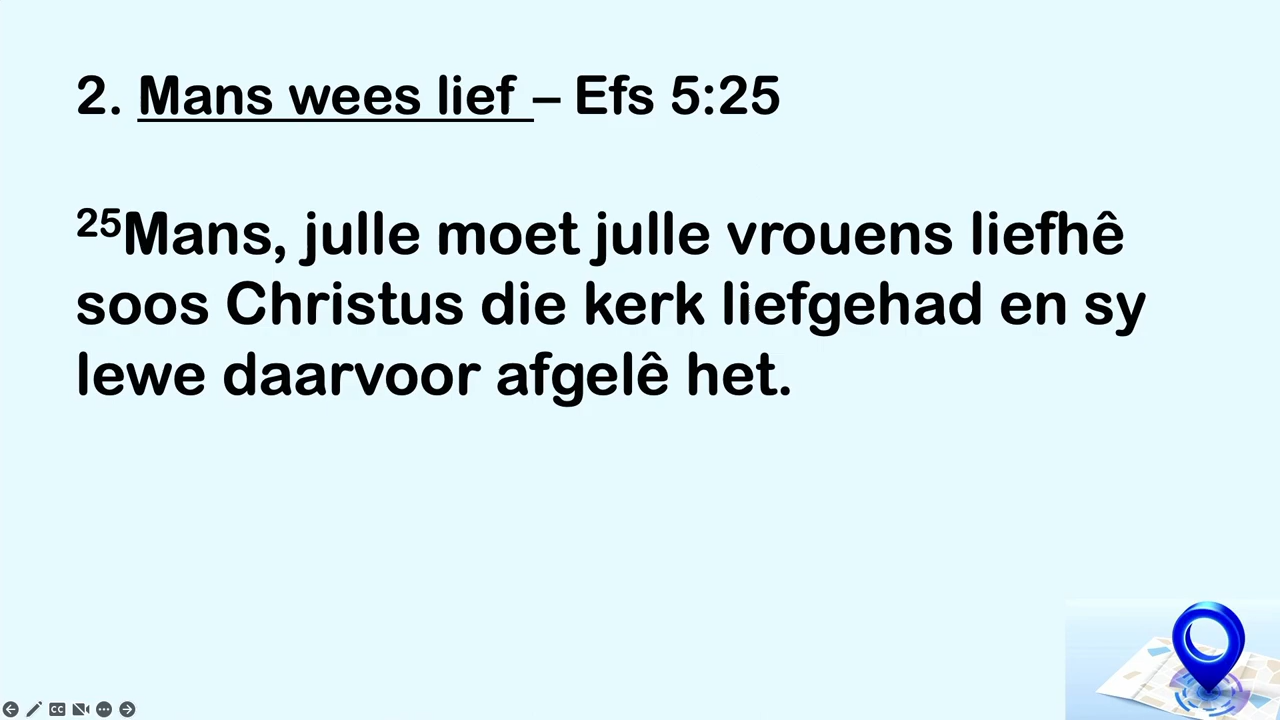 2. Mans wees lief – Efs 5:25
25Mans, julle moet julle vrouens liefhê
soos Christus die kerk liefgehad en sy
lewe daarvoor afgelê het.
CC